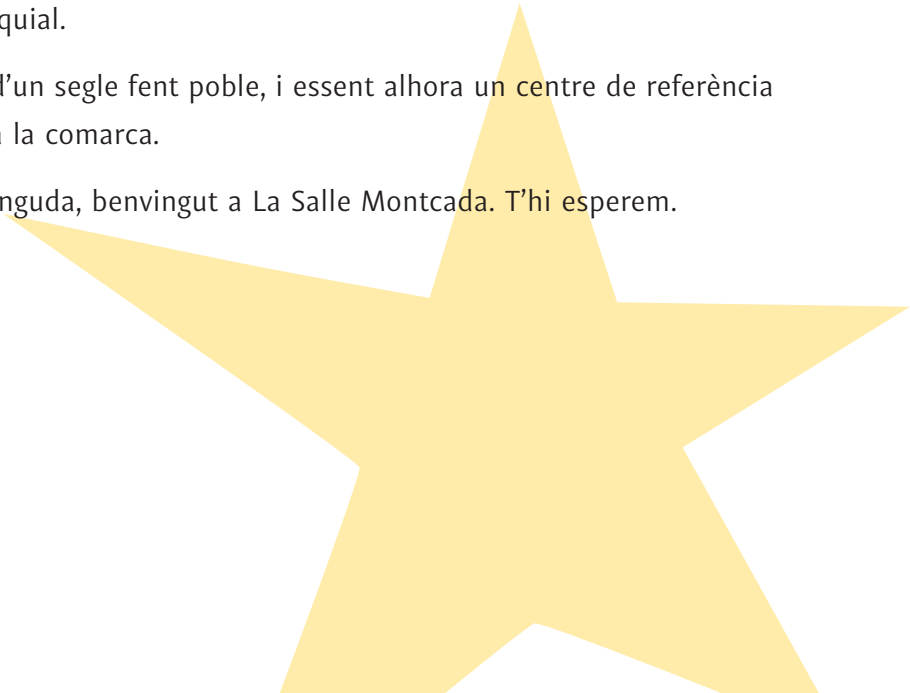 quial.
d’un segle fent poble, i essent alhora un centre de referència
a la comarca.
nguda, benvingut a La Salle Montcada. T’hi esperem.